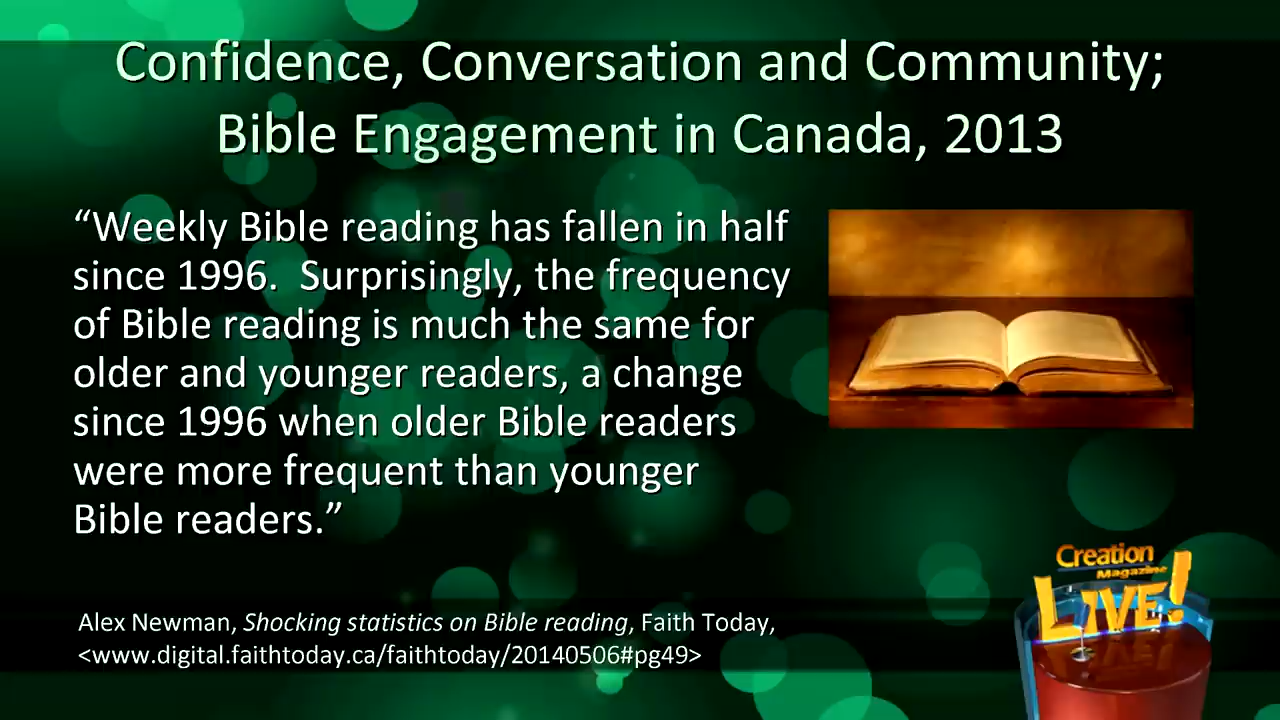 Confidence, Conversation and Community;
Bible Engagement in Canada, 2013
“Weekly Bible reading has fallen in half
since 1996.  Surprisingly, the frequency
of Bible reading is much the same for
older and younger readers, a change
since 1996 when older Bible readers
were more frequent than younger
Bible readers.”
Alex Newman, Shocking statistics on Bible reading, Faith Today,
<www.digital.faithtoday.ca/faithtoday/20140506#pg49>
Creation
Magazine
LIVE!